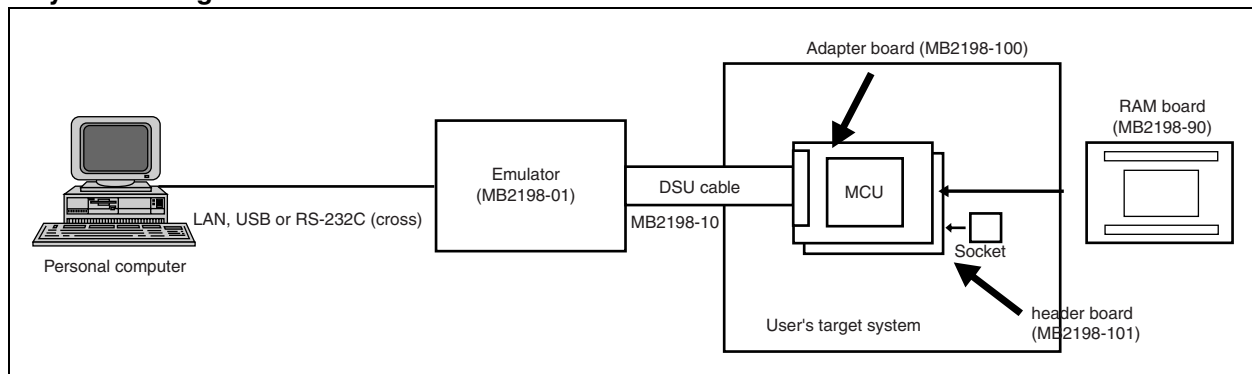 Adapter board (MB2198-100)
RAM board
(MB2198-90)
Emulator
(MB2198-01)
DSU cable
MCU
LAN, USB or RS-232C (cross)
MB2198-10
Socket
Personal computer
header board
(MB2198-101)
User's target system